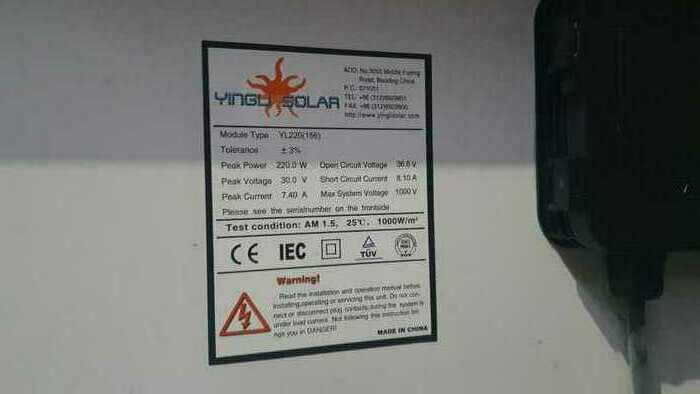 YINGLI SOLAR
ADD: No.3055 Middle Fuxing
Road, Baoding China
P.C.: 071051
TEL: +86 (312)8929801
FAX: +86 (312)8929800
http://www.yinglisolar.com
Module Type YL220(156)
Tolerance ± 3%
Peak Power 220.0 W Open Circuit Voltage 36.8 V
Peak Voltage 30.0 V Short Circuit Current 8.10 A
Peak Current 7.40 A Max System Voltage 1000 V
Please see the serialnumber on the frontside
Test condition: AM 1.5, 25℃, 1000W/m²
CE IEC TÜV
Warning!
Read the installation and operation manual before
installing,operating or servicing this unit. Do not con-
nect or disconnect plug contacts,during the system is
under load current. Not following this instruction bri-
ngs you in DANGER!
MADE IN CHINA